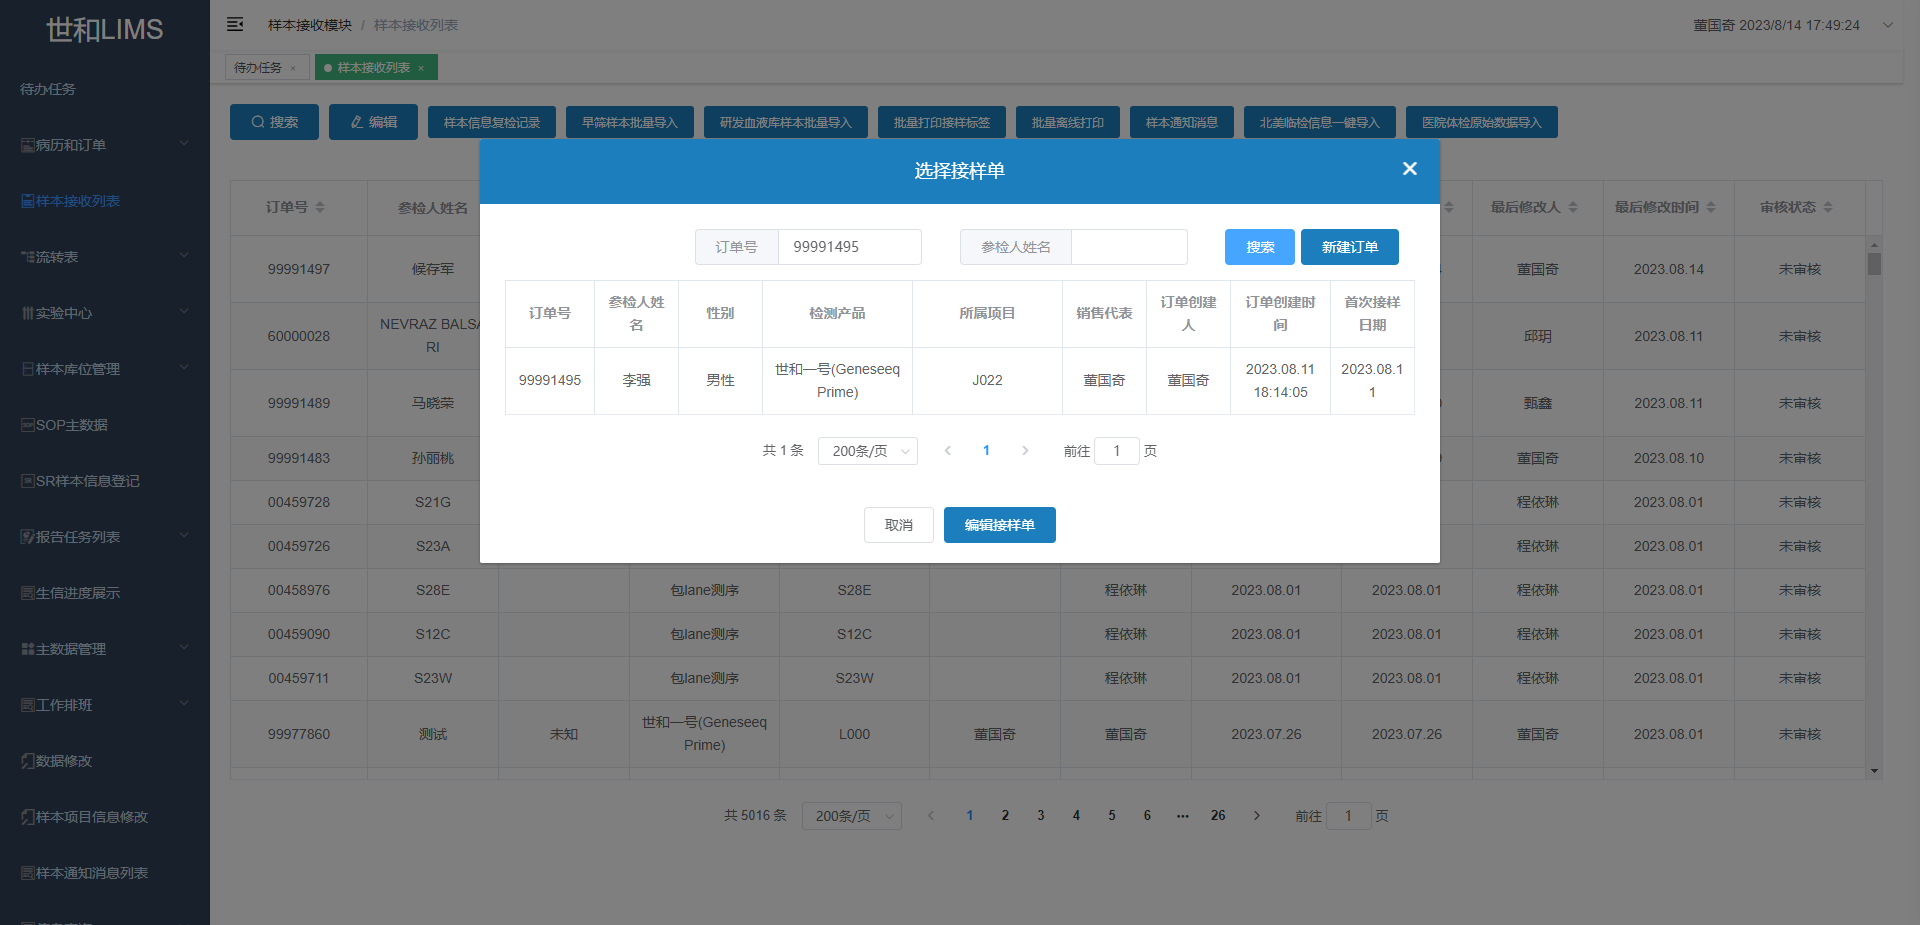 世和LIMS
样本接收模块 / 样本接收列表
董国奇 2023/8/14 17:49:24
待办任务 ×
样本接收列表 ×
待办任务
病历和订单
样本接收列表
流转表
实验中心
样本库位管理
SOP主数据
SR样本信息登记
报告任务列表
生信进度展示
主数据管理
工作排班
数据修改
样本项目信息修改
样本通知消息列表
搜索 编辑 样本信息复检记录 早筛样本批量导入 研发血液库样本批量导入 批量打印接样标签 批量离线打印 样本通知消息 北美临检信息一键导入 医院体检原始数据导入
选择接样单
订单号 99991495 参检人姓名 搜索 新建订单
订单号 参检人姓名 性别 检测产品 所属项目 销售代表 订单创建人 订单创建时间 首次接样日期
99991495 李强 男性 世和一号(Geneseeq Prime) J022 董国奇 董国奇 2023.08.11 18:14:05 2023.08.11
共 1 条 200条/页 1 前往 1 页
取消 编辑接样单
订单号 参检人姓名 最后修改人 最后修改时间 审核状态
99991497 候存军 董国奇 2023.08.14 未审核
60000028 NEVRAZ BALSARI 邱玥 2023.08.11 未审核
99991489 马晓荣 甄鑫 2023.08.11 未审核
99991483 孙丽桃 董国奇 2023.08.10 未审核
00459728 S21G 程依琳 2023.08.01 未审核
00459726 S23A 程依琳 2023.08.01 未审核
00458976 S28E 包lane测序 S28E 程依琳 2023.08.01 2023.08.01 程依琳 2023.08.01 未审核
00459090 S12C 包lane测序 S12C 程依琳 2023.08.01 2023.08.01 程依琳 2023.08.01 未审核
00459711 S23W 包lane测序 S23W 程依琳 2023.08.01 2023.08.01 程依琳 2023.08.01 未审核
99977860 测试 未知 世和一号(Geneseeq Prime) L000 董国奇 董国奇 2023.07.26 2023.07.26 董国奇 2023.08.01 未审核
共 5016 条 200条/页 1 2 3 4 5 6 ••• 26 前往 1 页